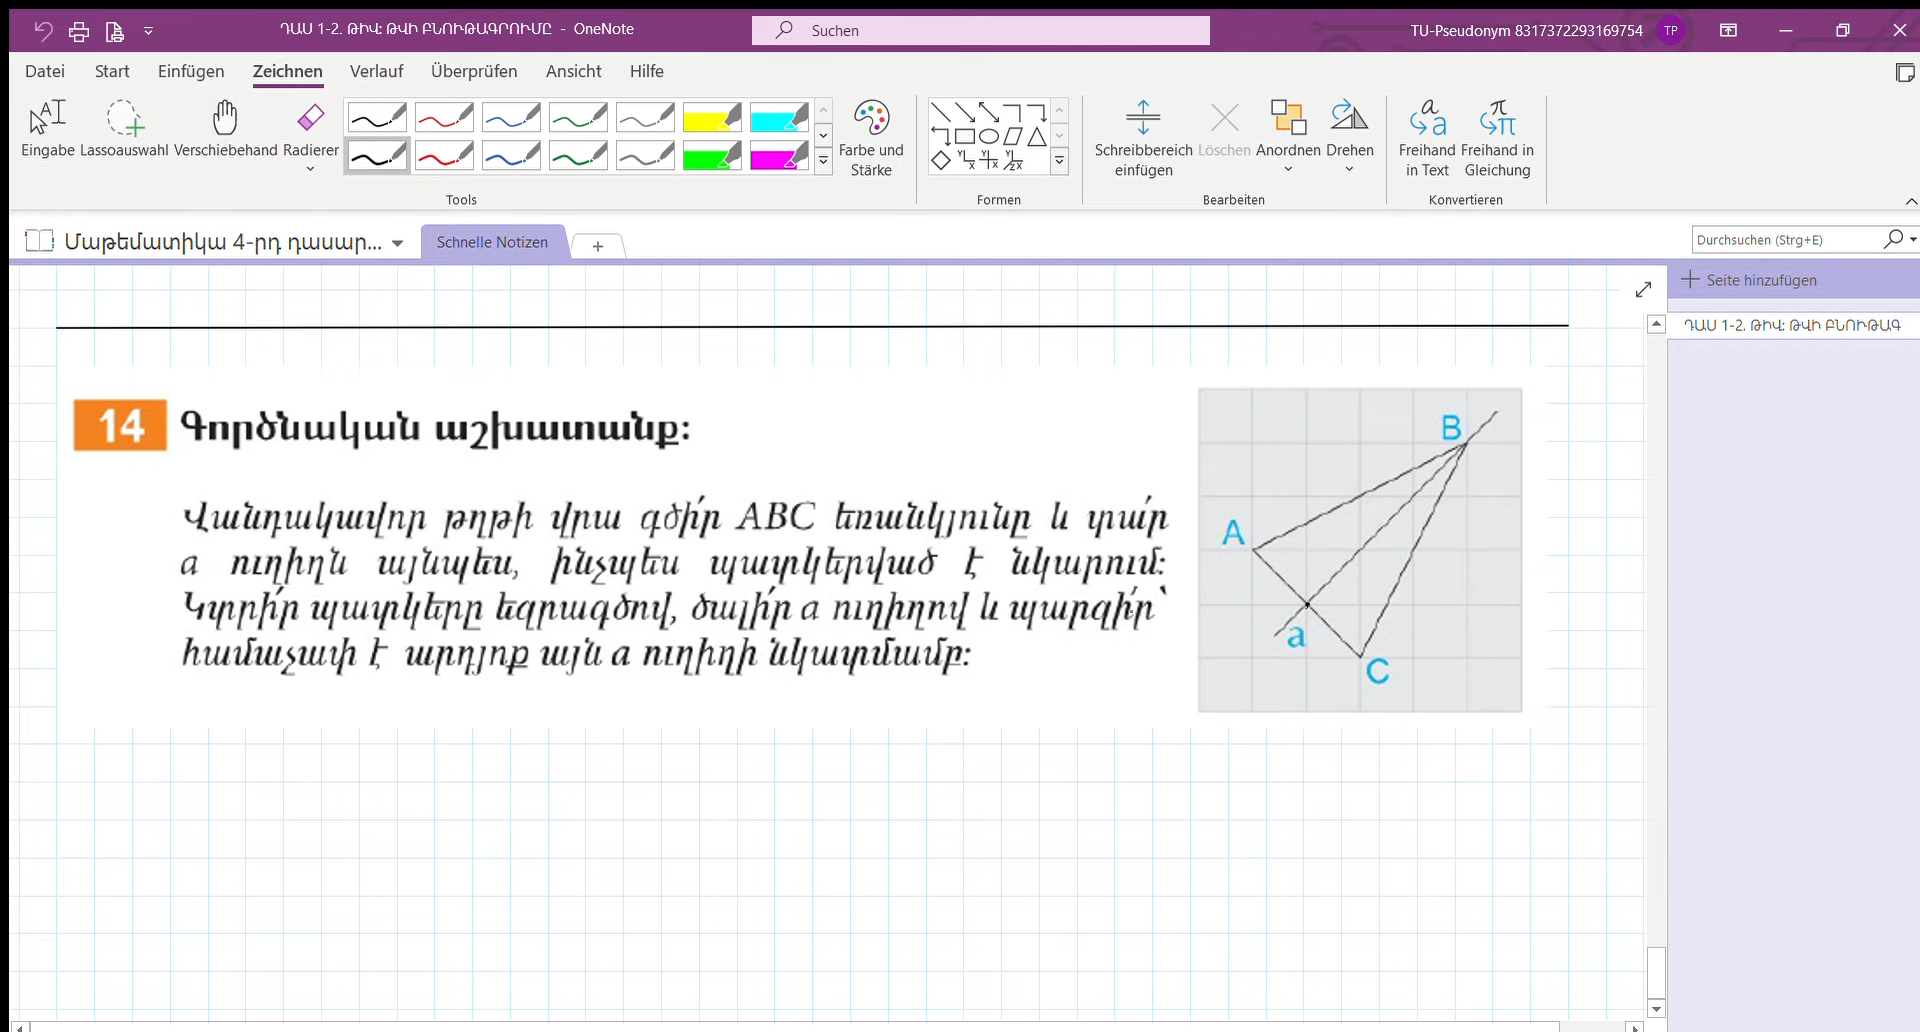 ԴԱՍ 1-2. ԹԻՎ: ԹՎԻ ԲՆՈՒԹԱԳՐՈՒՄԸ - OneNote
Suchen
TU-Pseudonym 8317372293169754
TP
Datei Start Einfügen Zeichnen Verlauf Überprüfen Ansicht Hilfe
Eingabe Lassoauswahl Verschiebehand Radierer
Farbe und
Stärke
Schreibbereich
einfügen
Löschen Anordnen Drehen
Freihand
in Text
Freihand in
Gleichung
Tools Formen Bearbeiten Konvertieren
Մաթեմատիկա 4-րդ դասար...
Schnelle Notizen
Durchsuchen (Strg+E)
Seite hinzufügen
ԴԱՍ 1-2. ԹԻՎ: ԹՎԻ ԲՆՈՒԹԱԳ
14 Գործնական աշխատանք:
Վանդակավոր թղթի վրա գծի՛ր ABC եռանկյունը և տա՛ր
a ուղիղն այնպես, ինչպես պատկերված է նկարում:
Կտրի՛ր պատկերը եզրագծով, ծալի՛ր a ուղիղով և պարզի՛ր՝
համաչափ է արդյոք այն a ուղիղի նկատմամբ:
B
A
a
C